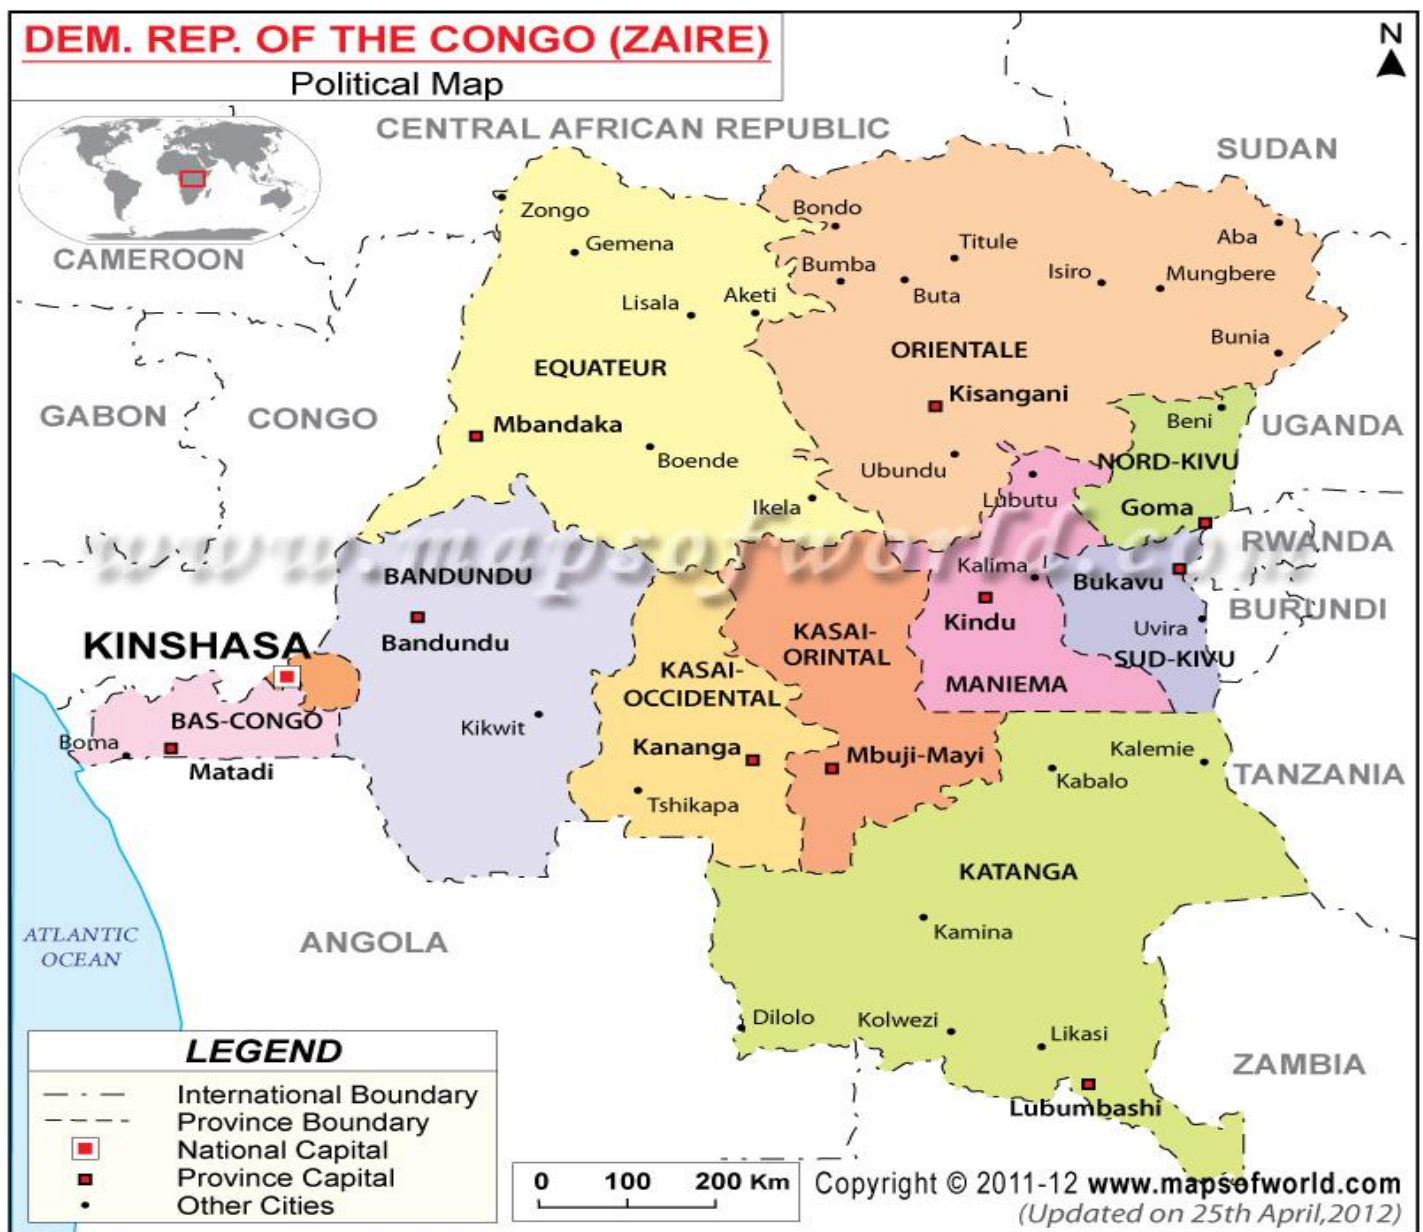 DEM. REP. OF THE CONGO (ZAIRE)
Political Map
N
CENTRAL AFRICAN REPUBLIC
SUDAN
CAMEROON
Zongo
Gemena
Bondo
Titule
Aba
Bumba
Isiro
Mungbere
Lisala
Aketi
Buta
Bunia
ORIENTALE
EQUATEUR
Kisangani
GABON
CONGO
Mbandaka
Beni
UGANDA
Boende
Ubundu
NORD-KIVU
Ikela
Lubutu
Goma
www.mapsofworld.com
RWANDA
BANDUNDU
Kalima
Bukavu
BURUNDI
Bandundu
KINSHASA
KASAI-
ORINTAL
Kindu
Uvira
SUD-KIVU
KASAI-
OCCIDENTAL
MANIEMA
BAS-CONGO
Kikwit
Boma
Matadi
Kananga
Mbuji-Mayi
Kalemie
Kabalo
TANZANIA
Tshikapa
KATANGA
ATLANTIC
OCEAN
ANGOLA
Kamina
Dilolo
Kolwezi
Likasi
ZAMBIA
Lubumbashi
LEGEND
International Boundary
Province Boundary
National Capital
Province Capital
Other Cities
0 100 200 Km
Copyright © 2011-12 www.mapsofworld.com
(Updated on 25th April,2012)